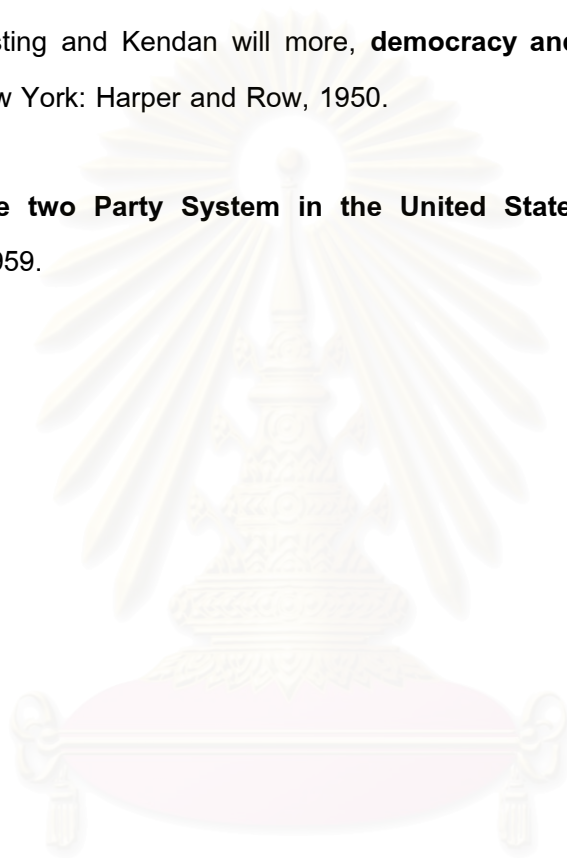 sting and Kendan will more, democracy and
w York: Harper and Row, 1950.
e two Party System in the United State
959.